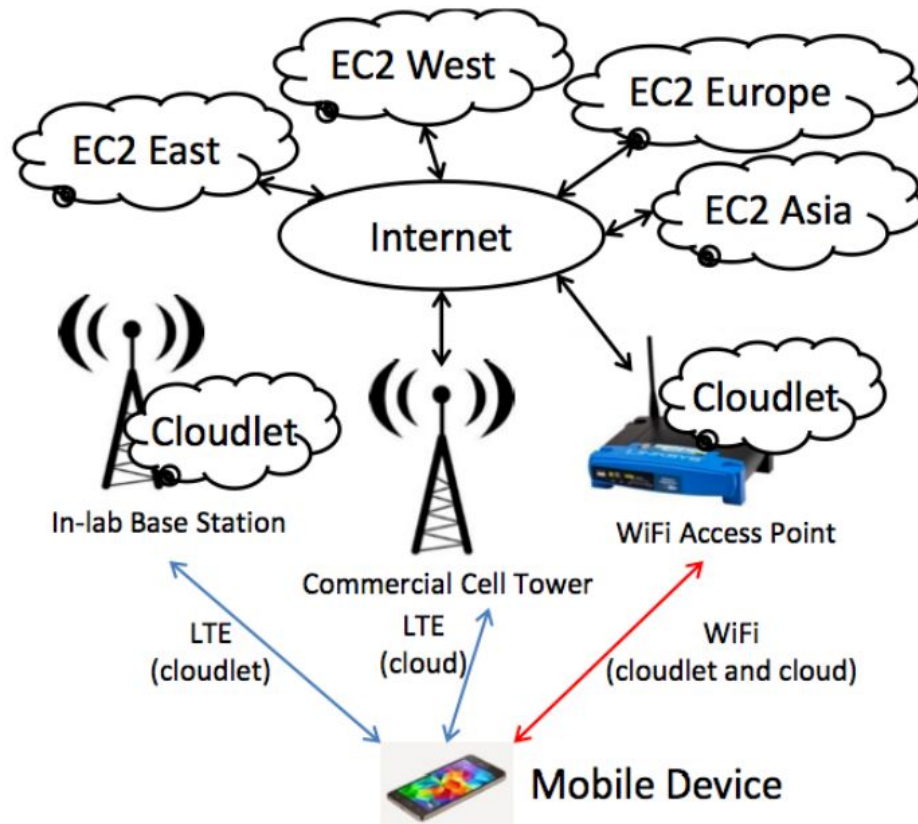 EC2 West
EC2 Europe
EC2 East
EC2 Asia
Internet
Cloudlet
Cloudlet
In-lab Base Station
WiFi Access Point
Commercial Cell Tower
LTE
(cloudlet)
LTE
(cloud)
WiFi
(cloudlet and cloud)
Mobile Device